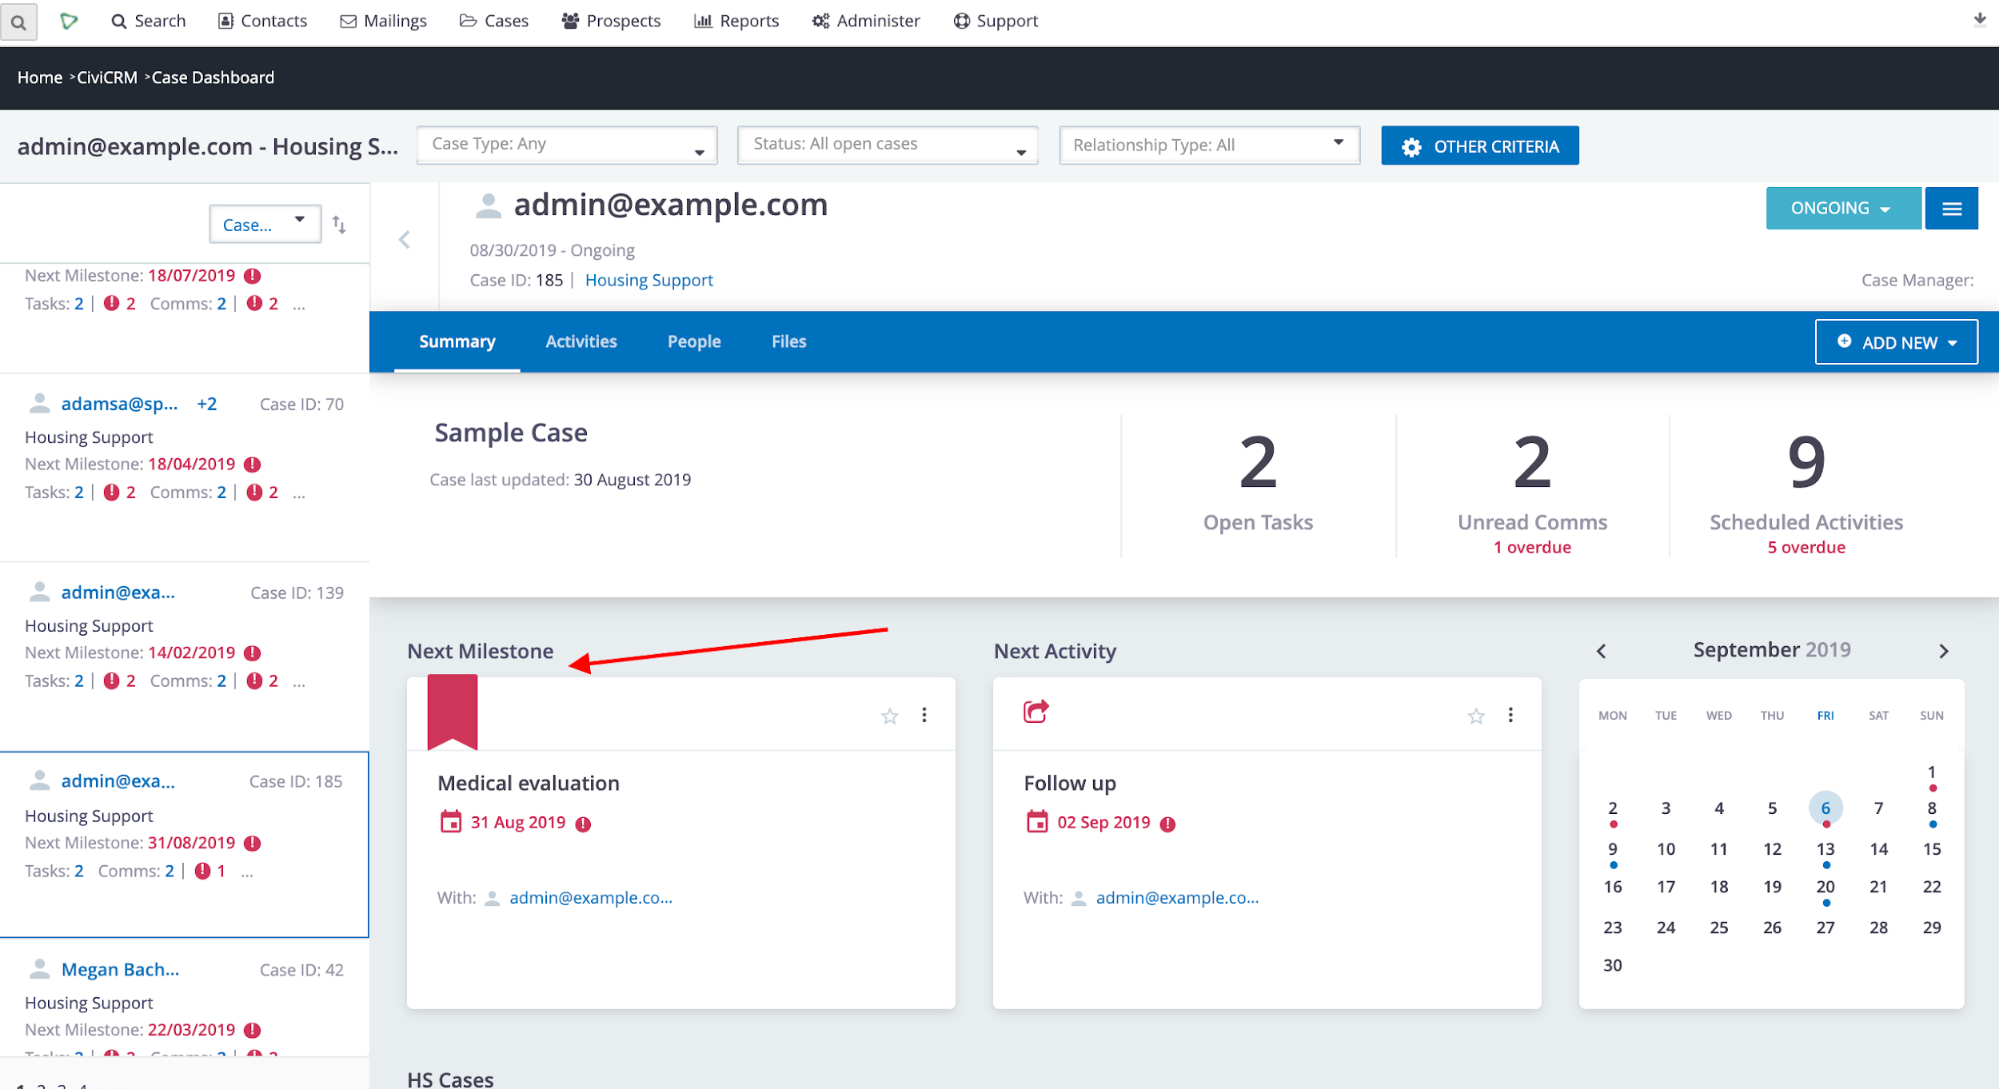 Search Contacts Mailings Cases Prospects Reports Administer Support
Home > CiviCRM > Case Dashboard
admin@example.com - Housing S...
Case Type: Any
Status: All open cases
Relationship Type: All
OTHER CRITERIA
Case...
Next Milestone: 18/07/2019
Tasks: 2 | 2 Comms: 2 | 2 ...
adamsa@sp... +2 Case ID: 70
Housing Support
Next Milestone: 18/04/2019
Tasks: 2 | 2 Comms: 2 | 2 ...
admin@exa... Case ID: 139
Housing Support
Next Milestone: 14/02/2019
Tasks: 2 | 2 Comms: 2 | 2 ...
admin@exa... Case ID: 185
Housing Support
Next Milestone: 31/08/2019
Tasks: 2 Comms: 2 | 1 ...
Megan Bach... Case ID: 42
Housing Support
Next Milestone: 22/03/2019
admin@example.com
ONGOING
08/30/2019 - Ongoing
Case ID: 185 | Housing Support
Case Manager:
Summary Activities People Files
ADD NEW
Sample Case
Case last updated: 30 August 2019
2
Open Tasks
2
Unread Comms
1 overdue
9
Scheduled Activities
5 overdue
Next Milestone
Medical evaluation
31 Aug 2019
With: admin@example.co...
Next Activity
Follow up
02 Sep 2019
With: admin@example.co...
September 2019
MON TUE WED THU FRI SAT SUN
1
2 3 4 5 6 7 8
9 10 11 12 13 14 15
16 17 18 19 20 21 22
23 24 25 26 27 28 29
30
HS Cases